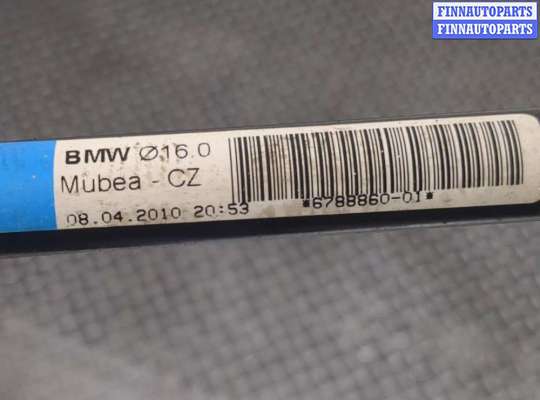 FINNAUTOPARTS
FINNAUTOPARTS
BMW Ø16.0
Mubea - CZ
08.04.2010 20:53
*6788860-01*